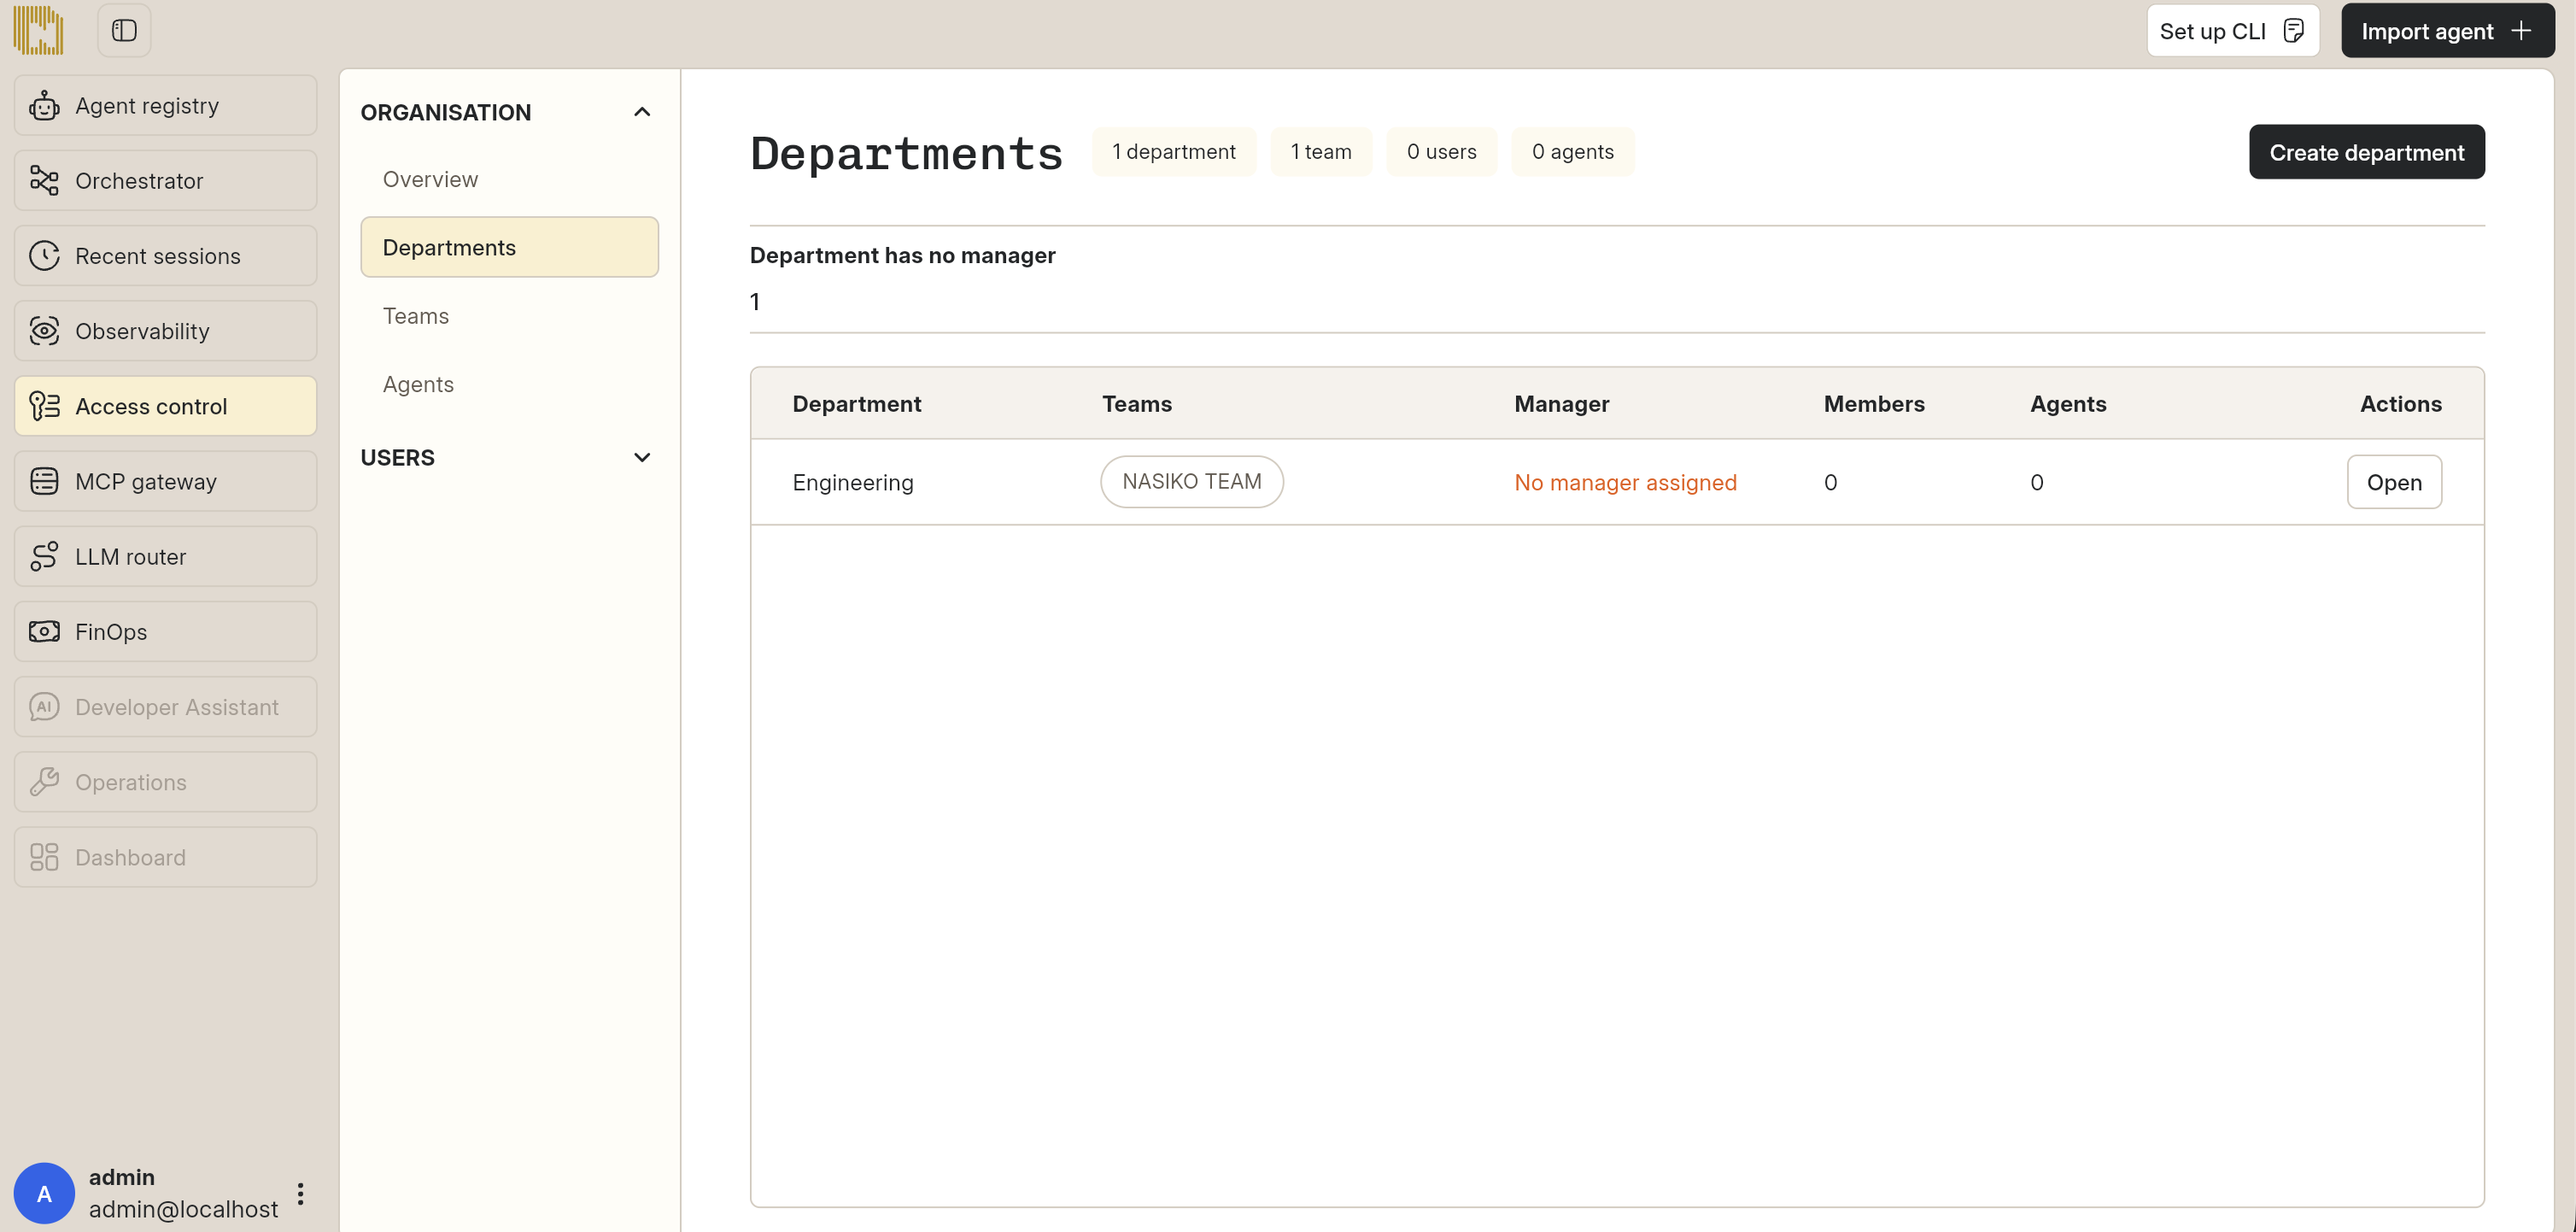 Set up CLI
Import agent
Agent registry
Orchestrator
Recent sessions
Observability
Access control
MCP gateway
LLM router
FinOps
AI Developer Assistant
Operations
Dashboard
A
admin
admin@localhost
ORGANISATION
Overview
Departments
Teams
Agents
USERS
Departments
1 department
1 team
0 users
0 agents
Create department
Department has no manager
1
Department Teams Manager Members Agents Actions
Engineering NASIKO TEAM No manager assigned 0 0 Open